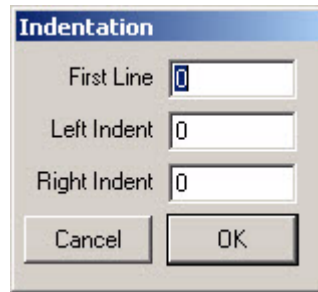 Indentation
First Line 0
Left Indent 0
Right Indent 0
Cancel OK